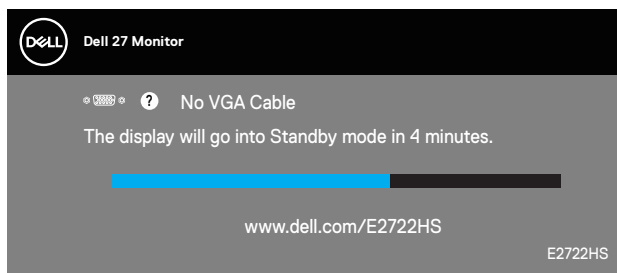 DELL
Dell 27 Monitor
? No VGA Cable
The display will go into Standby mode in 4 minutes.
www.dell.com/E2722HS
E2722HS